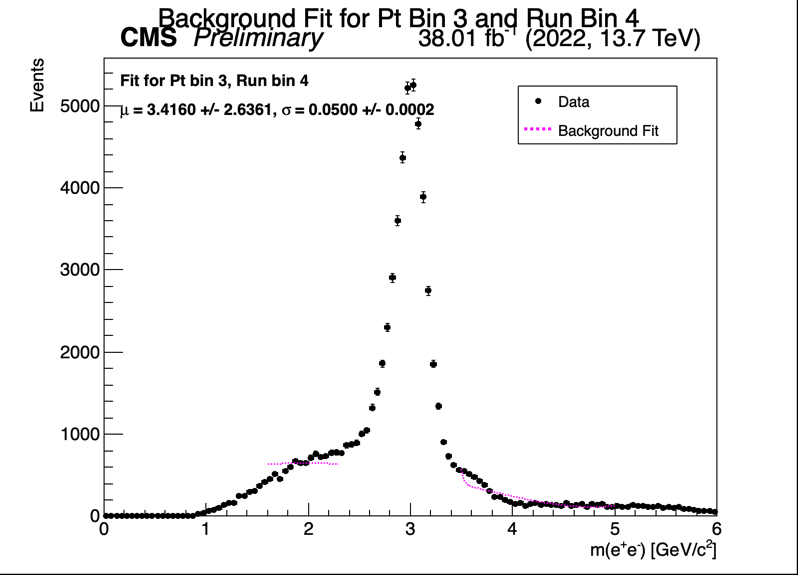 Background Fit for Pt Bin 3 and Run Bin 4
CMS Preliminary 38.01 fb⁻¹ (2022, 13.7 TeV)
Events
Fit for Pt bin 3, Run bin 4
μ = 3.4160 +/- 2.6361, σ = 0.0500 +/- 0.0002
Data
Background Fit
5000
4000
3000
2000
1000
0
0 1 2 3 4 5 6
m(e⁺e⁻) [GeV/c²]